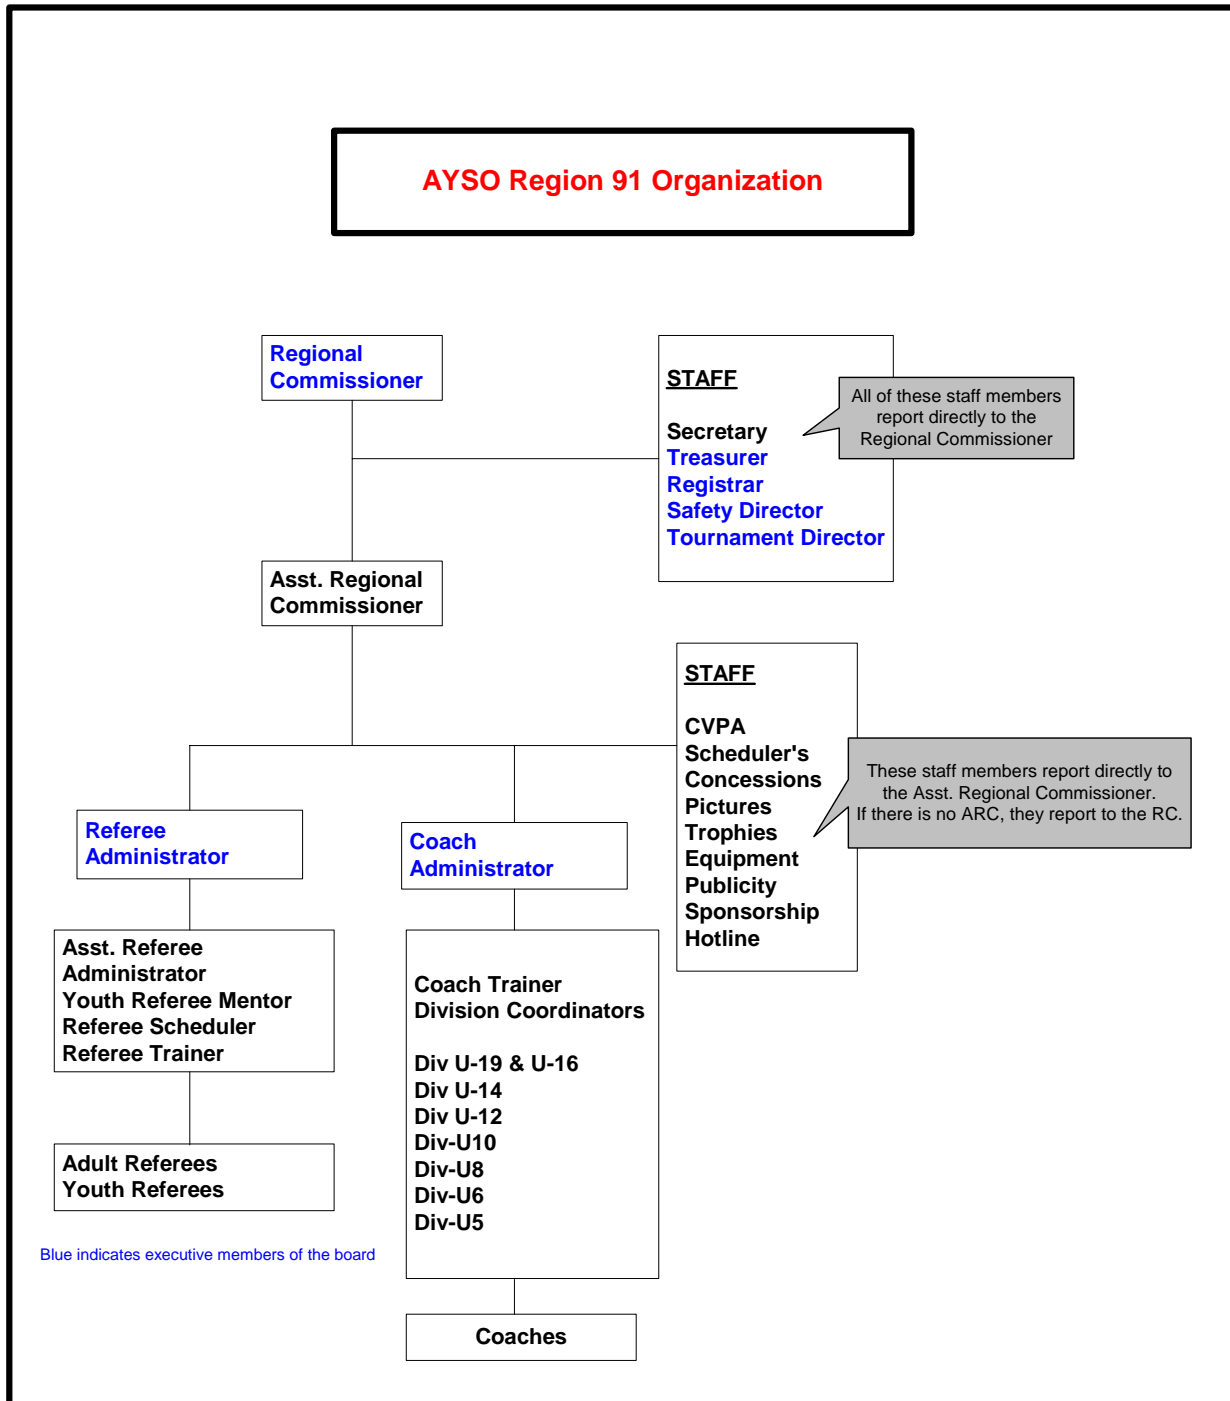 AYSO Region 91 Organization
Regional
Commissioner
STAFF
Secretary
Treasurer
Registrar
Safety Director
Tournament Director
All of these staff members
report directly to the
Regional Commissioner
Asst. Regional
Commissioner
STAFF
CVPA
Scheduler's
Concessions
Pictures
Trophies
Equipment
Publicity
Sponsorship
Hotline
These staff members report directly to
the Asst. Regional Commissioner.
If there is no ARC, they report to the RC.
Referee
Administrator
Coach
Administrator
Asst. Referee
Administrator
Youth Referee Mentor
Referee Scheduler
Referee Trainer
Coach Trainer
Division Coordinators
Div U-19 & U-16
Div U-14
Div U-12
Div-U10
Div-U8
Div-U6
Div-U5
Adult Referees
Youth Referees
Blue indicates executive members of the board
Coaches